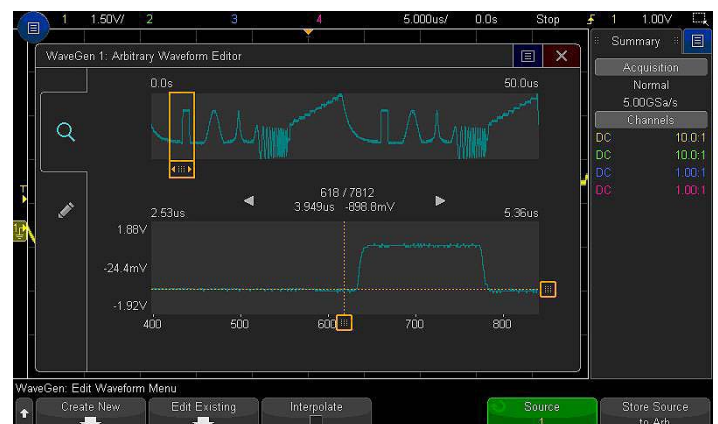 1 1.50V/ 2 3 4 5.000us/ 0.0s Stop 1 1.00V
Summary
WaveGen 1: Arbitrary Waveform Editor
Acquisition
Normal
5.00GSa/s
Channels
DC 10.0:1
DC 10.0:1
DC 1.00:1
DC 1.00:1
0.0s 50.0us
618 / 7812
3.949us -898.8mV
2.53us 5.36us
1.88V
-24.4mV
-1.92V
400 500 600 700 800
T
WaveGen: Edit Waveform Menu
Create New Edit Existing Interpolate Source Store Source
1 to Arb